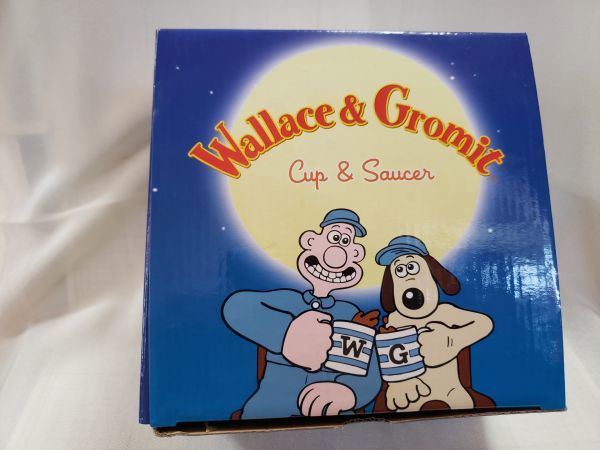 Wallace & Gromit
Cup & Saucer
W G